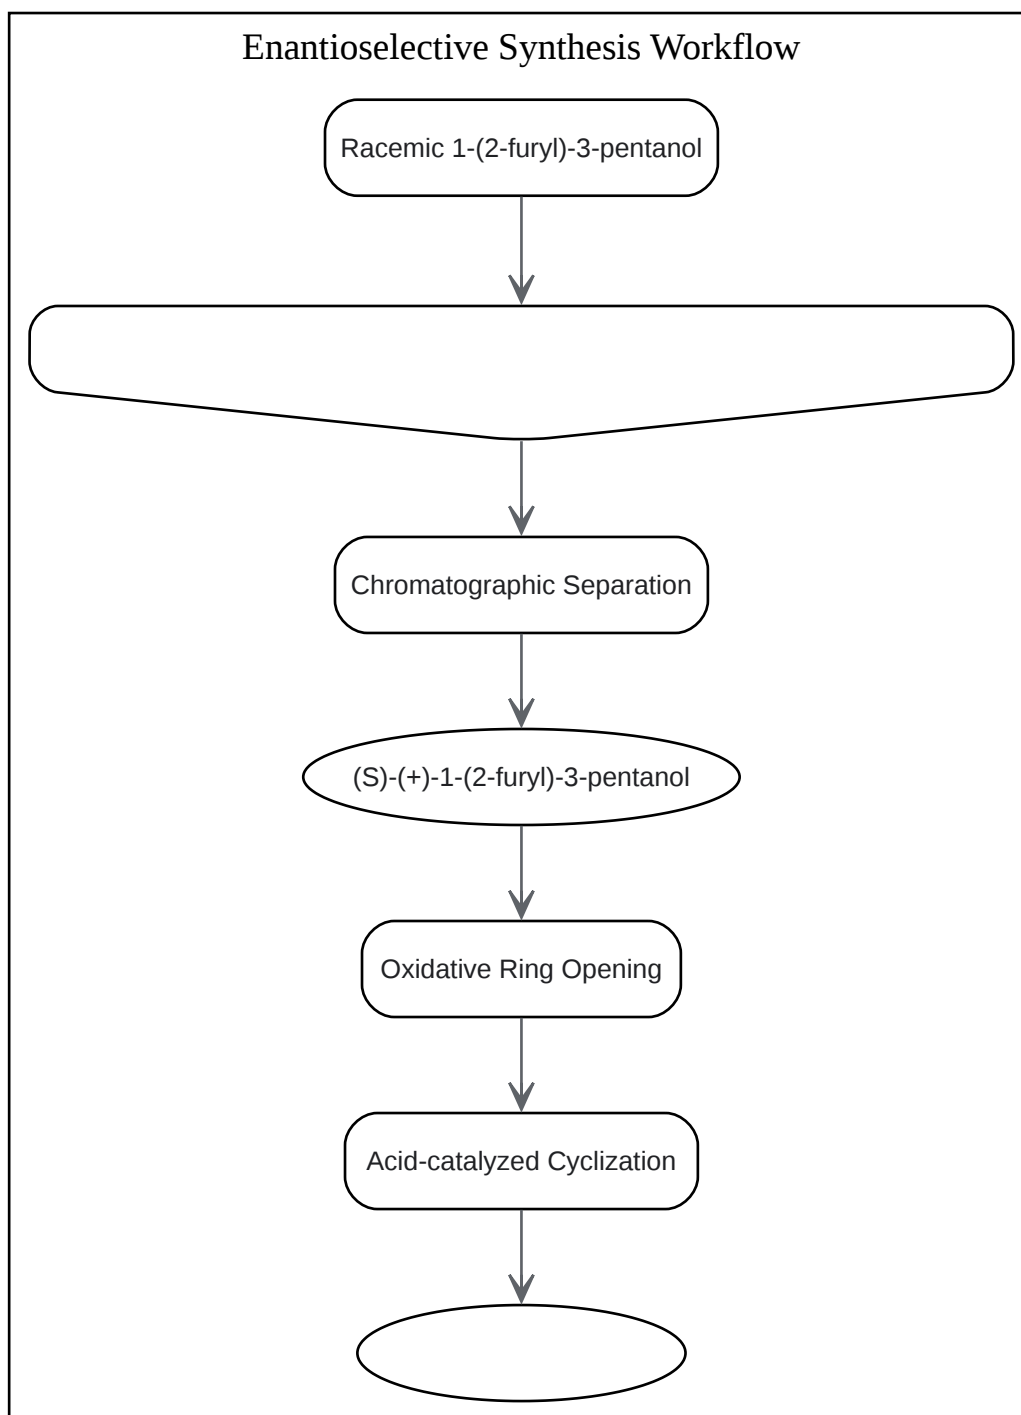 Enantioselective Synthesis Workflow
Racemic 1-(2-furyl)-3-pentanol
Chromatographic Separation
(S)-(+)-1-(2-furyl)-3-pentanol
Oxidative Ring Opening
Acid-catalyzed Cyclization